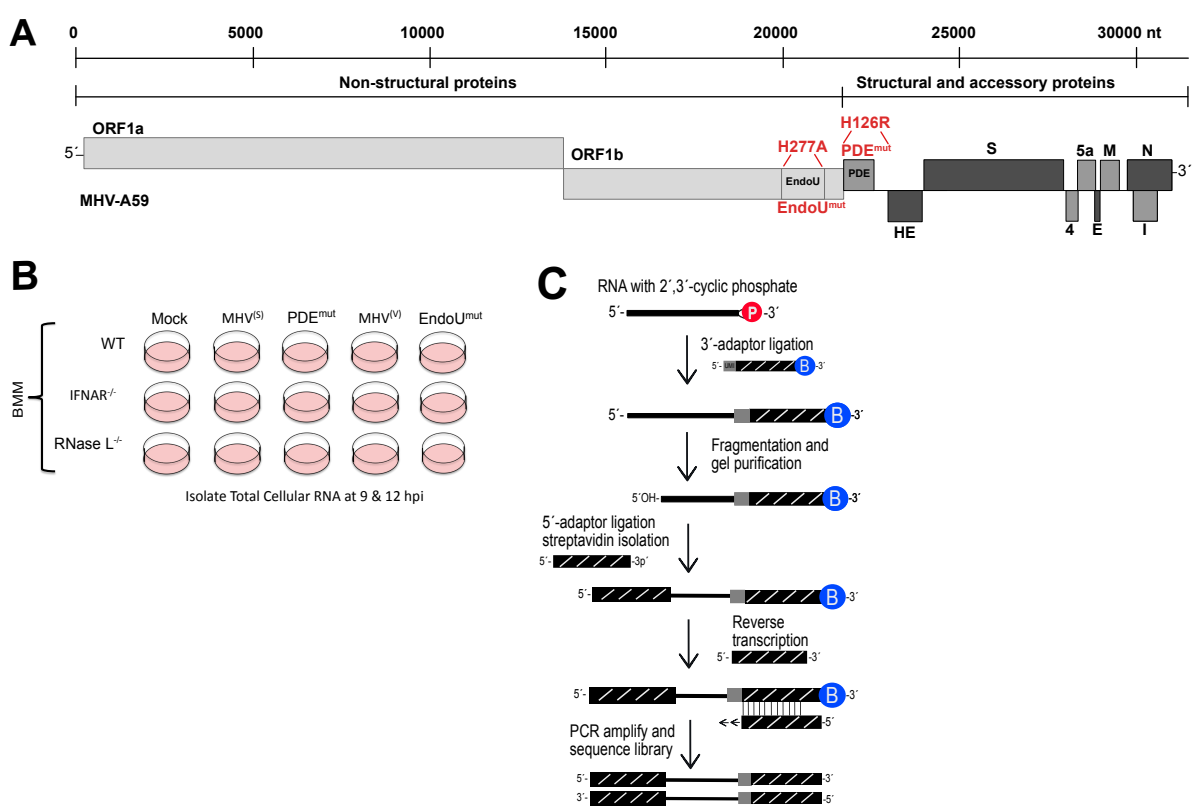 A
0 5000 10000 15000 20000 25000 30000 nt
Non-structural proteins
Structural and accessory proteins
H126R
ORF1a
5´
H277A
PDEmut
S
5a M
N
ORF1b
EndoU
PDE
-3´
MHV-A59
EndoUmut
HE
4 E
I
B
Mock MHV(S) PDEmut MHV(V) EndoUmut
WT
IFNAR-/-
RNase L-/-
BMM
Isolate Total Cellular RNA at 9 & 12 hpi
C
RNA with 2´,3´-cyclic phosphate
5´- P -3´
3´-adaptor ligation
5´- UMI B -3´
5´- B -3´
Fragmentation and
gel purification
5´OH- B -3´
5´-adaptor ligation
streptavidin isolation
5´- -3p´
5´- B -3´
Reverse
transcription
5´- -3´
5´- B -3´
-5´
PCR amplify and
sequence library
5´- -3´
3´- -5´